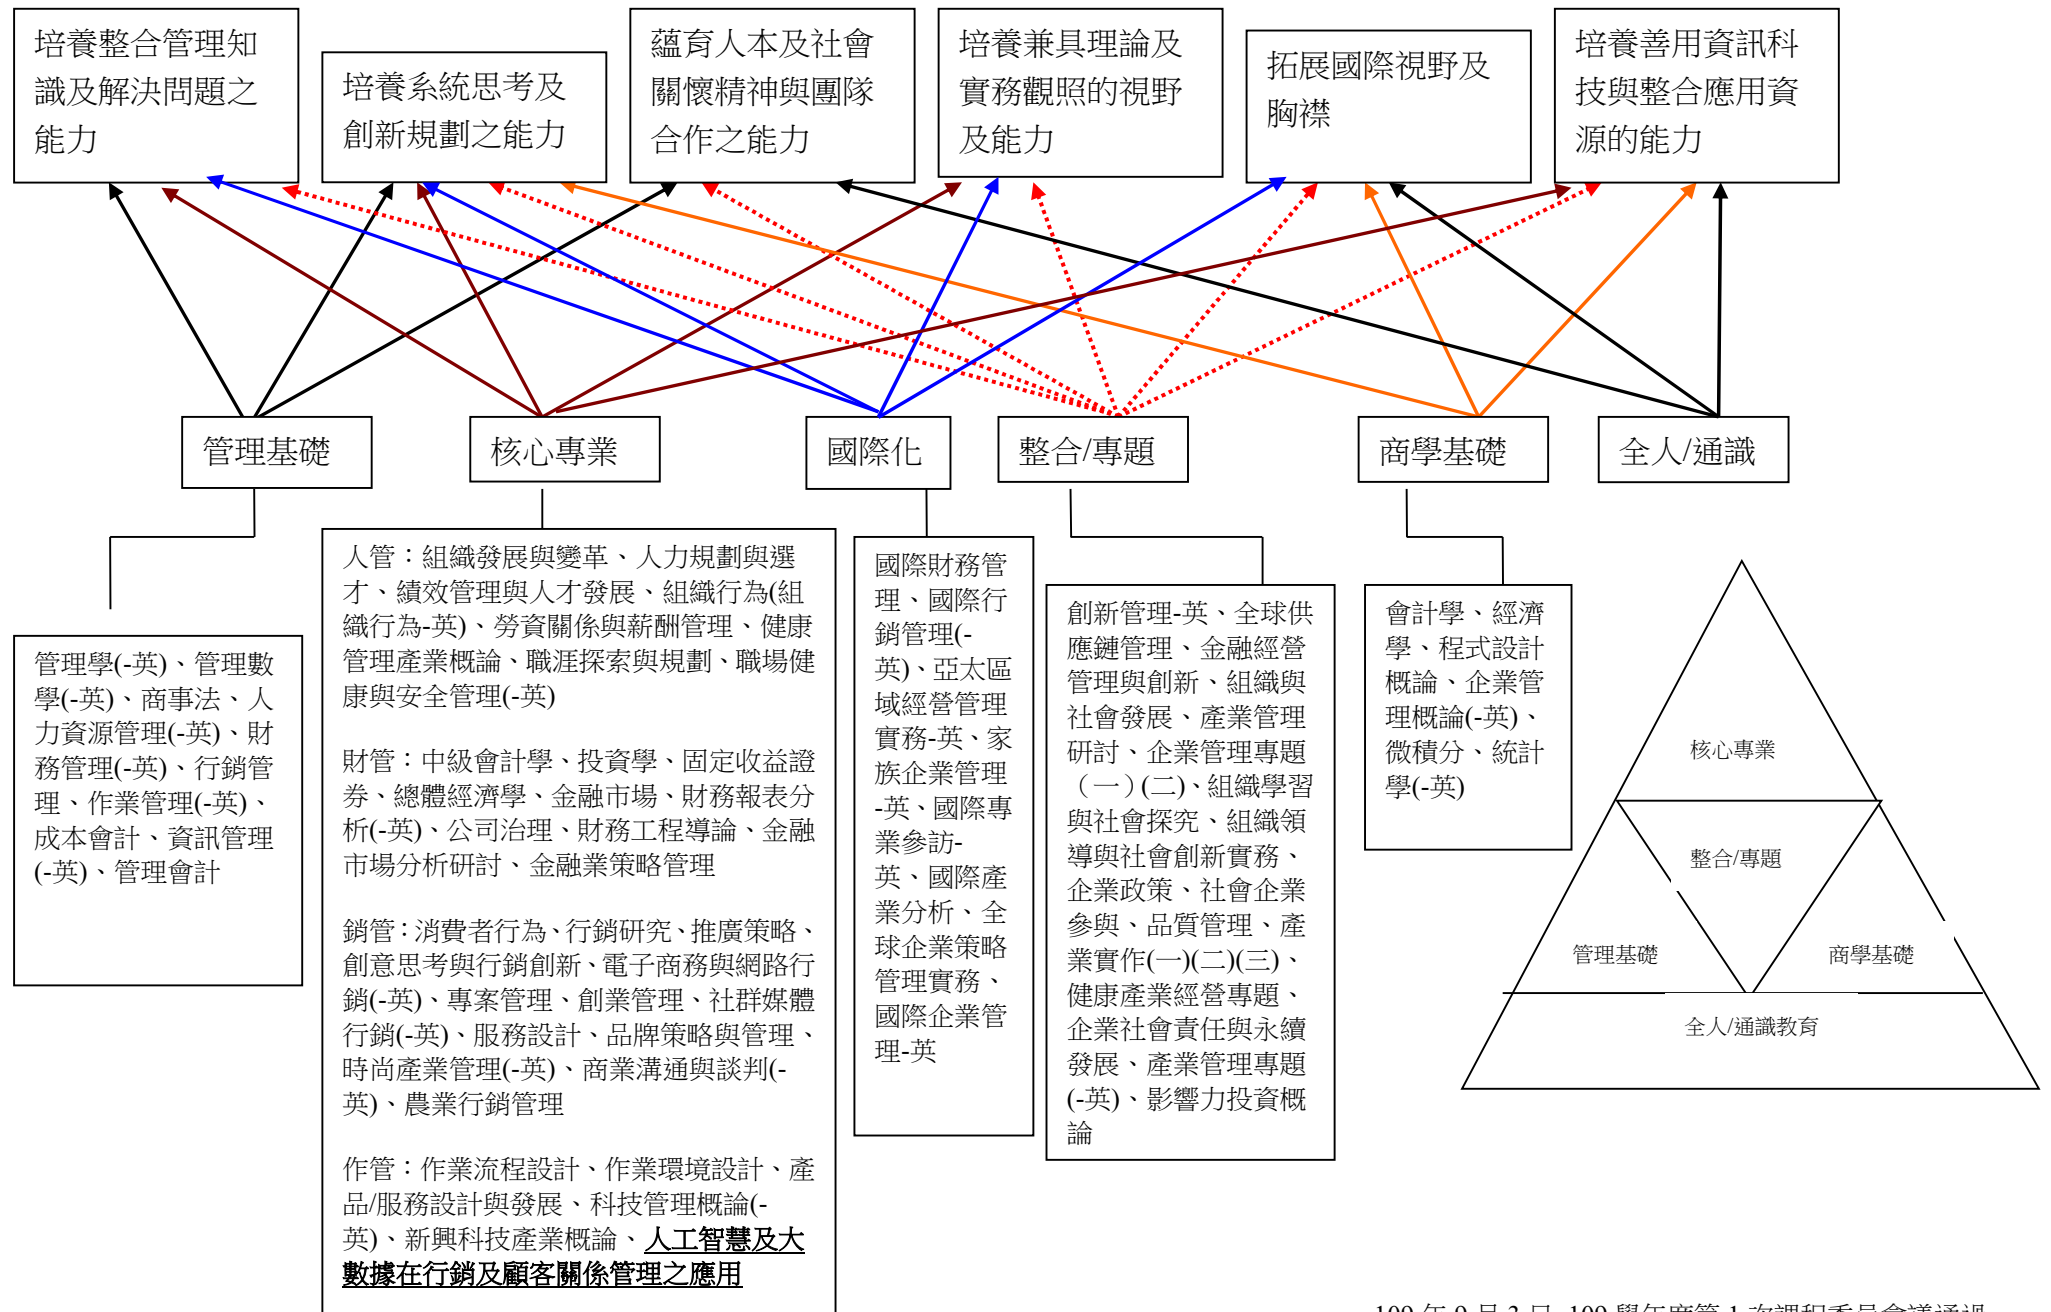 培養整合管理知
識及解決問題之
能力
培養系統思考及
創新規劃之能力
蘊育人本及社會
關懷精神與團隊
合作之能力
培養兼具理論及
實務觀照的視野
及能力
拓展國際視野及
胸襟
培養善用資訊科
技與整合應用資
源的能力
管理基礎
核心專業
國際化
整合/專題
商學基礎
全人/通識
管理學(-英)、管理數
學(-英)、商事法、人
力資源管理(-英)、財
務管理(-英)、行銷管
理、作業管理(-英)、
成本會計、資訊管理
(-英)、管理會計
人管：組織發展與變革、人力規劃與選
才、績效管理與人才發展、組織行為(組
織行為-英)、勞資關係與薪酬管理、健康
管理產業概論、職涯探索與規劃、職場健
康與安全管理(-英)
財管：中級會計學、投資學、固定收益證
券、總體經濟學、金融市場、財務報表分
析(-英)、公司治理、財務工程導論、金融
市場分析研討、金融業策略管理
銷管：消費者行為、行銷研究、推廣策略、
創意思考與行銷創新、電子商務與網路行
銷(-英)、專案管理、創業管理、社群媒體
行銷(-英)、服務設計、品牌策略與管理、
時尚產業管理(-英)、商業溝通與談判(-
英)、農業行銷管理
作管：作業流程設計、作業環境設計、產
品/服務設計與發展、科技管理概論(-
英)、新興科技產業概論、人工智慧及大
數據在行銷及顧客關係管理之應用
國際財務管
理、國際行
銷管理(-
英)、亞太區
域經營管理
實務-英、家
族企業管理
-英、國際專
業參訪-
英、國際產
業分析、全
球企業策略
管理實務、
國際企業管
理-英
創新管理-英、全球供
應鏈管理、金融經營
管理與創新、組織與
社會發展、產業管理
研討、企業管理專題
（一）(二)、組織學習
與社會探究、組織領
導與社會創新實務、
企業政策、社會企業
參與、品質管理、產
業實作(一)(二)(三)、
健康產業經營專題、
企業社會責任與永續
發展、產業管理專題
(-英)、影響力投資概
論
會計學、經濟
學、程式設計
概論、企業管
理概論(-英)、
微積分、統計
學(-英)
核心專業
整合/專題
管理基礎
商學基礎
全人/通識教育
109 年 9 月 3 日 109 學年度第 1 次課程委員會議通過